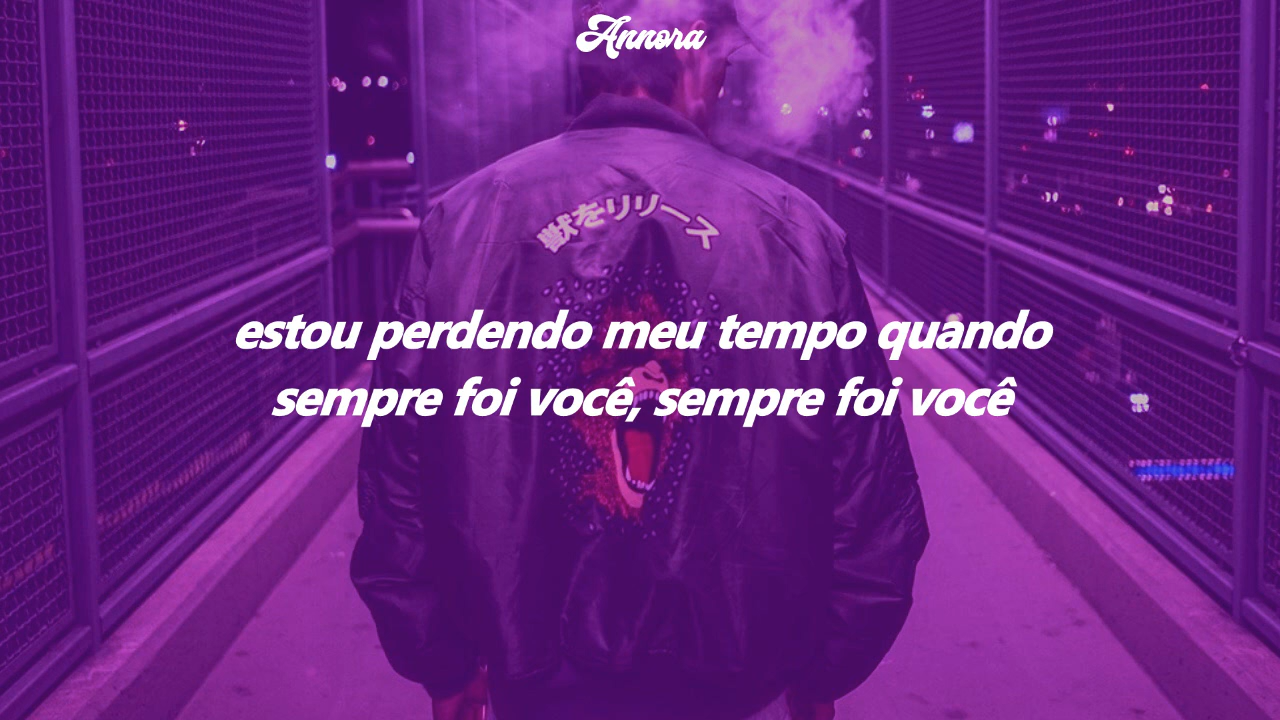 Annora
獣をリリース
estou perdendo meu tempo quando
sempre foi você, sempre foi você